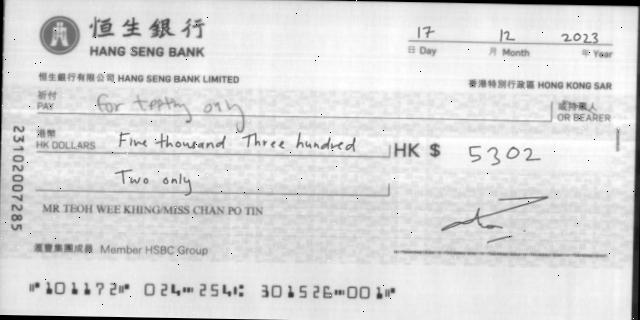 恒生銀行
HANG SENG BANK
17 12 2023
日 Day 月 Month 年 Year
恒生銀行有限公司 HANG SENG BANK LIMITED
香港特別行政區 HONG KONG SAR
祈付
PAY
For only
或持票人
OR BEARER
港幣
HK DOLLARS
Five thousand Three hundred
HK $ 5302
Two only
23102007285
MR TEOH WEE KHING/MISS CHAN PO TIN
滙豐集團成員 Member HSBC Group
⑈101172⑈ 024⑉254⑆ 301526⑉001⑈